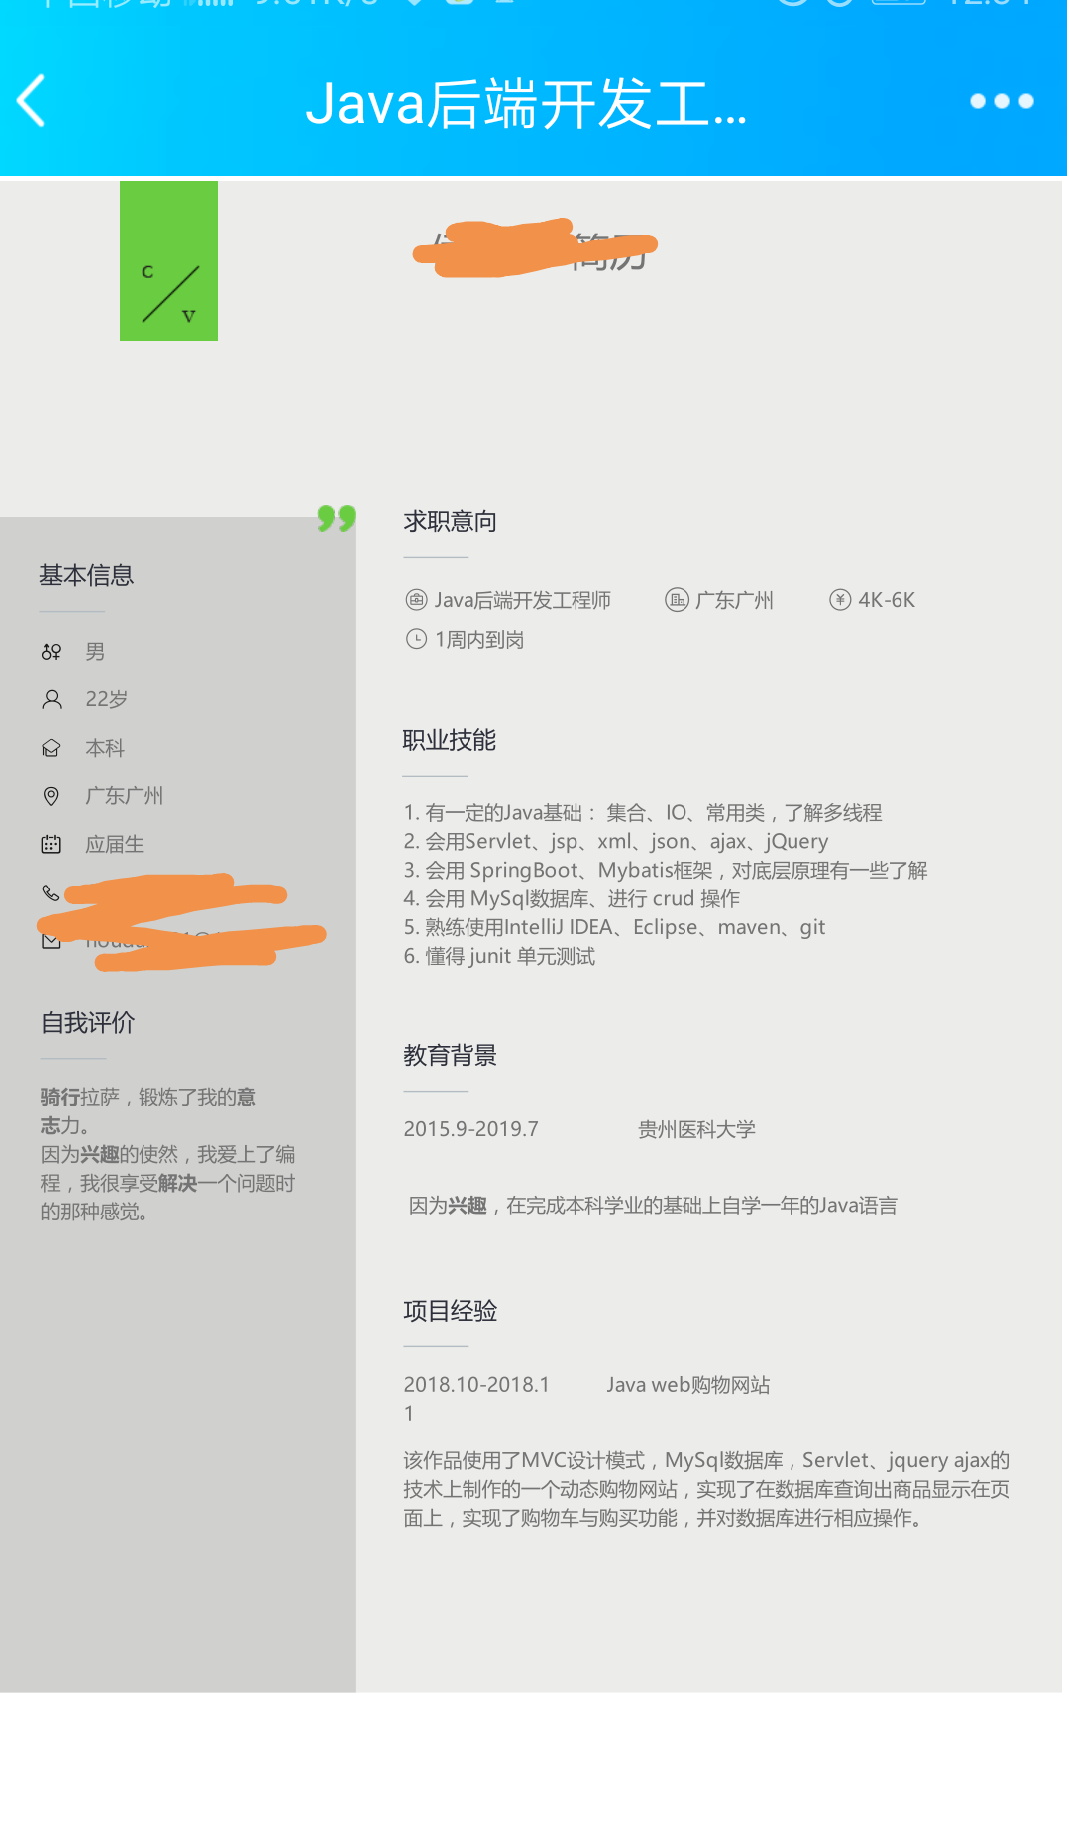 Java后端开发工...
c
v
简历
求职意向
Java后端开发工程师
广东广州
4K-6K
1周内到岗
基本信息
男
22岁
本科
广东广州
应届生
自我评价
骑行拉萨，锻炼了我的意
志力。
因为兴趣的使然，我爱上了编
程，我很享受解决一个问题时
的那种感觉。
职业技能
1. 有一定的Java基础： 集合、IO、常用类，了解多线程
2. 会用Servlet、jsp、xml、json、ajax、jQuery
3. 会用 SpringBoot、Mybatis框架，对底层原理有一些了解
4. 会用 MySql数据库、进行 crud 操作
5. 熟练使用IntelliJ IDEA、Eclipse、maven、git
6. 懂得 junit 单元测试
教育背景
2015.9-2019.7 贵州医科大学
因为兴趣，在完成本科学业的基础上自学一年的Java语言
项目经验
2018.10-2018.1 Java web购物网站
1
该作品使用了MVC设计模式，MySql数据库，Servlet、jquery ajax的
技术上制作的一个动态购物网站，实现了在数据库查询出商品显示在页
面上，实现了购物车与购买功能，并对数据库进行相应操作。